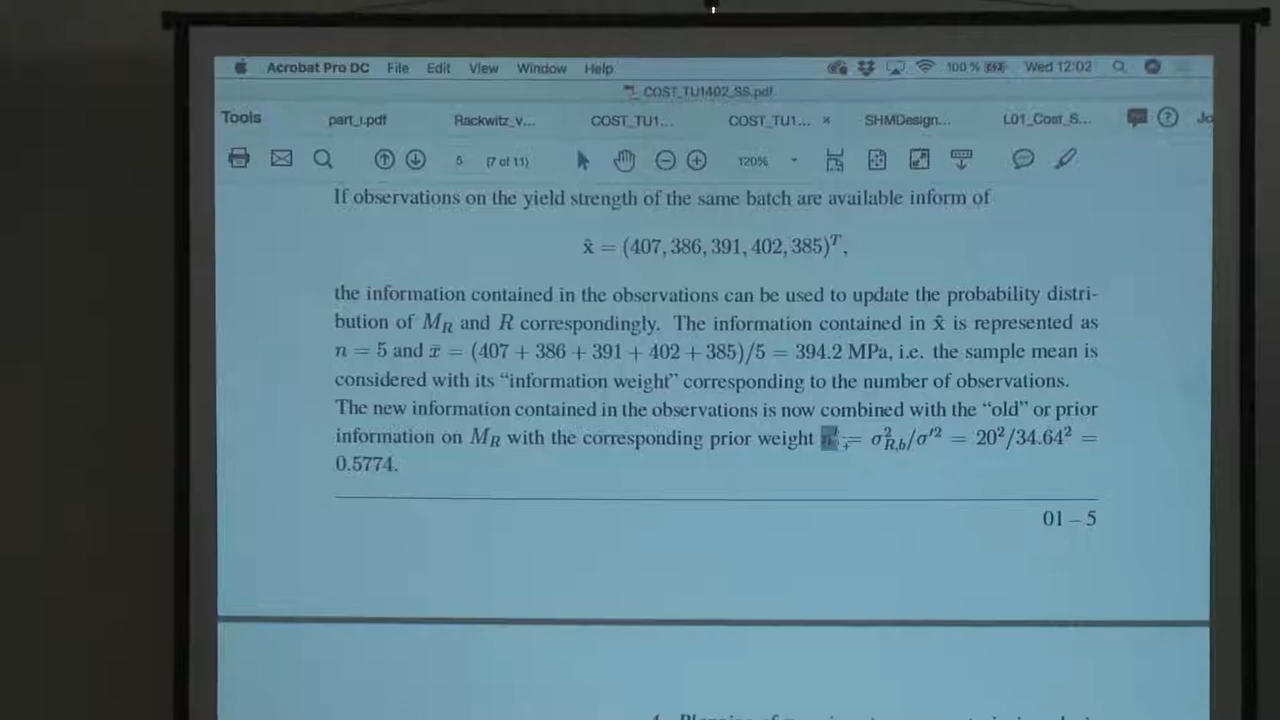 Acrobat Pro DC File Edit View Window Help 100 % Wed 12:02
COST_TU1402_SS.pdf
Tools part_i.pdf Rackwitz_v... COST_TU1... COST_TU1... × SHMDesign... L01_Cost_S... Jo
5 (7 of 11) 120%
If observations on the yield strength of the same batch are available inform of
x̂ = (407, 386, 391, 402, 385)ᵀ,
the information contained in the observations can be used to update the probability distri-
bution of M_R and R correspondingly. The information contained in x̂ is represented as
n = 5 and x̄ = (407 + 386 + 391 + 402 + 385)/5 = 394.2 MPa, i.e. the sample mean is
considered with its “information weight” corresponding to the number of observations.
The new information contained in the observations is now combined with the “old” or prior
information on M_R with the corresponding prior weight n′ = σ²_R,b/σ′² = 20²/34.64² =
0.5774.
01 – 5